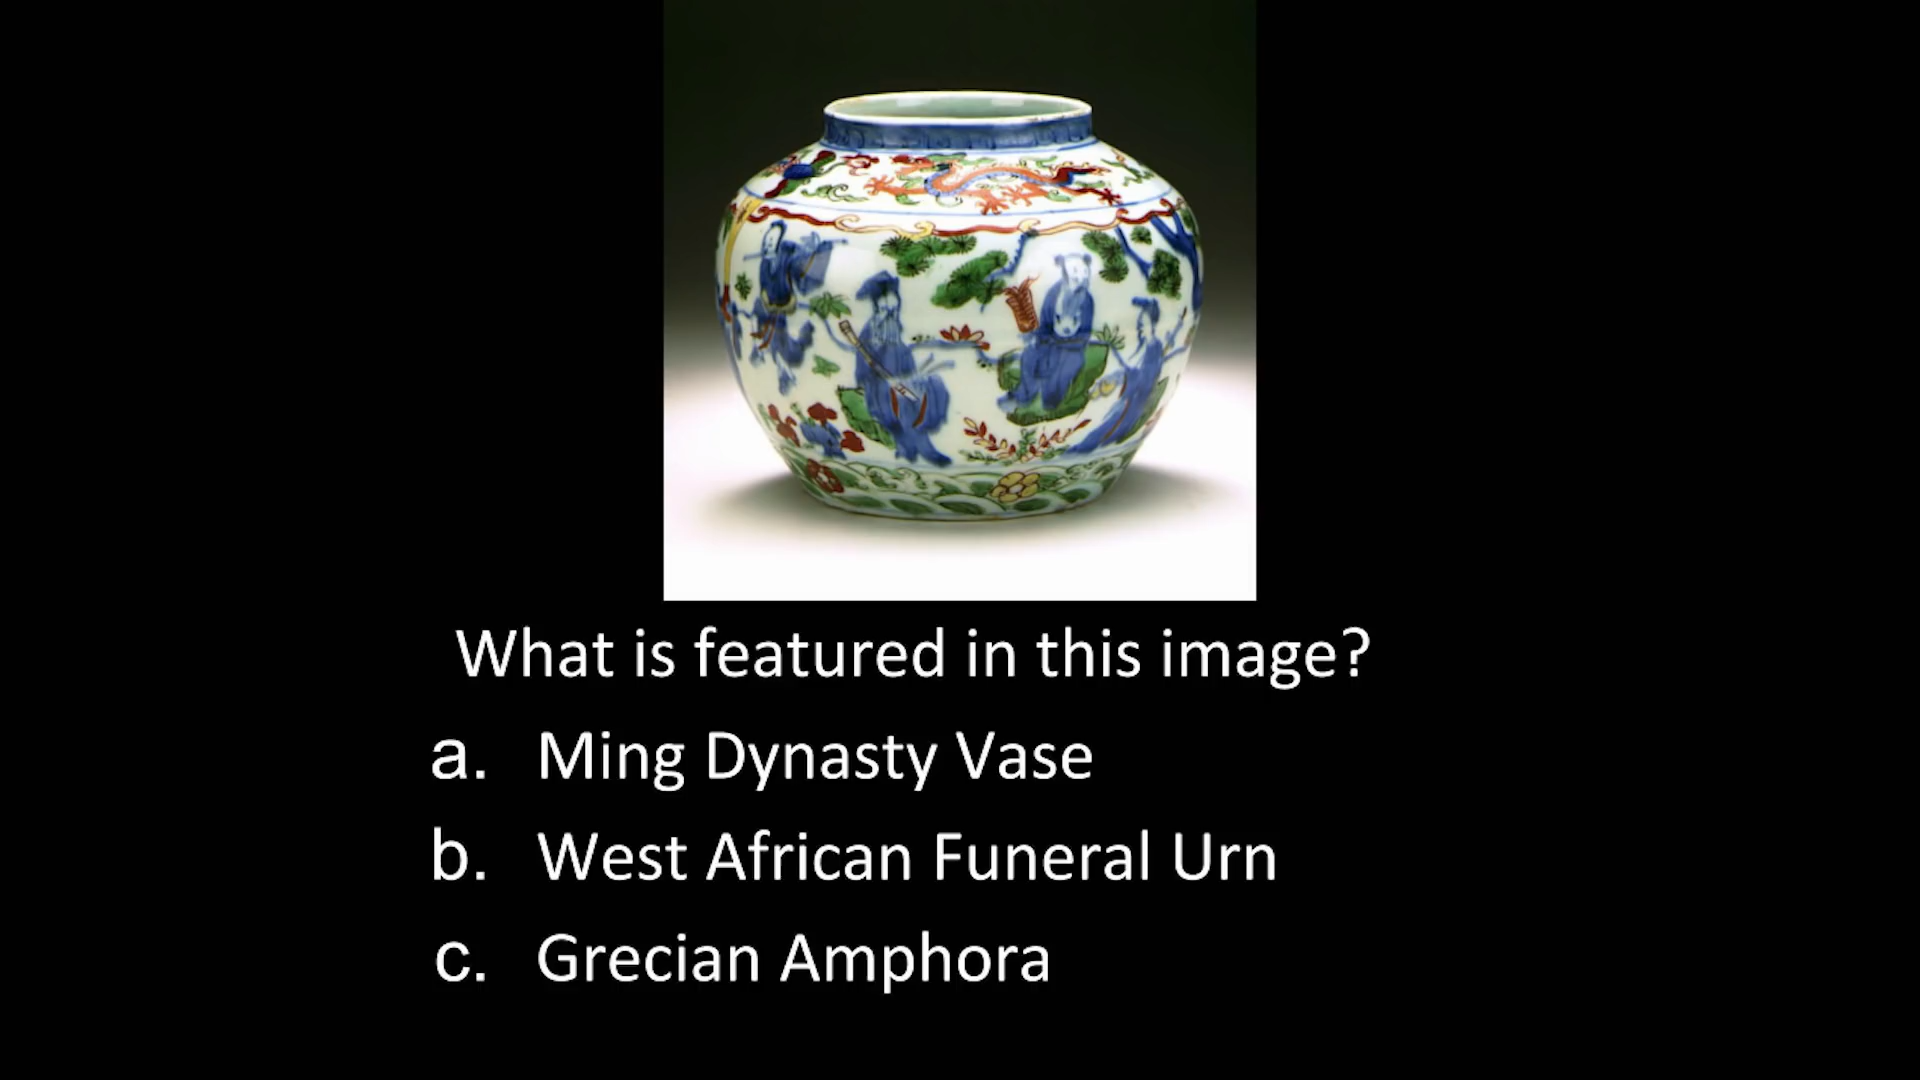 What is featured in this image?
a. Ming Dynasty Vase
b. West African Funeral Urn
c. Grecian Amphora